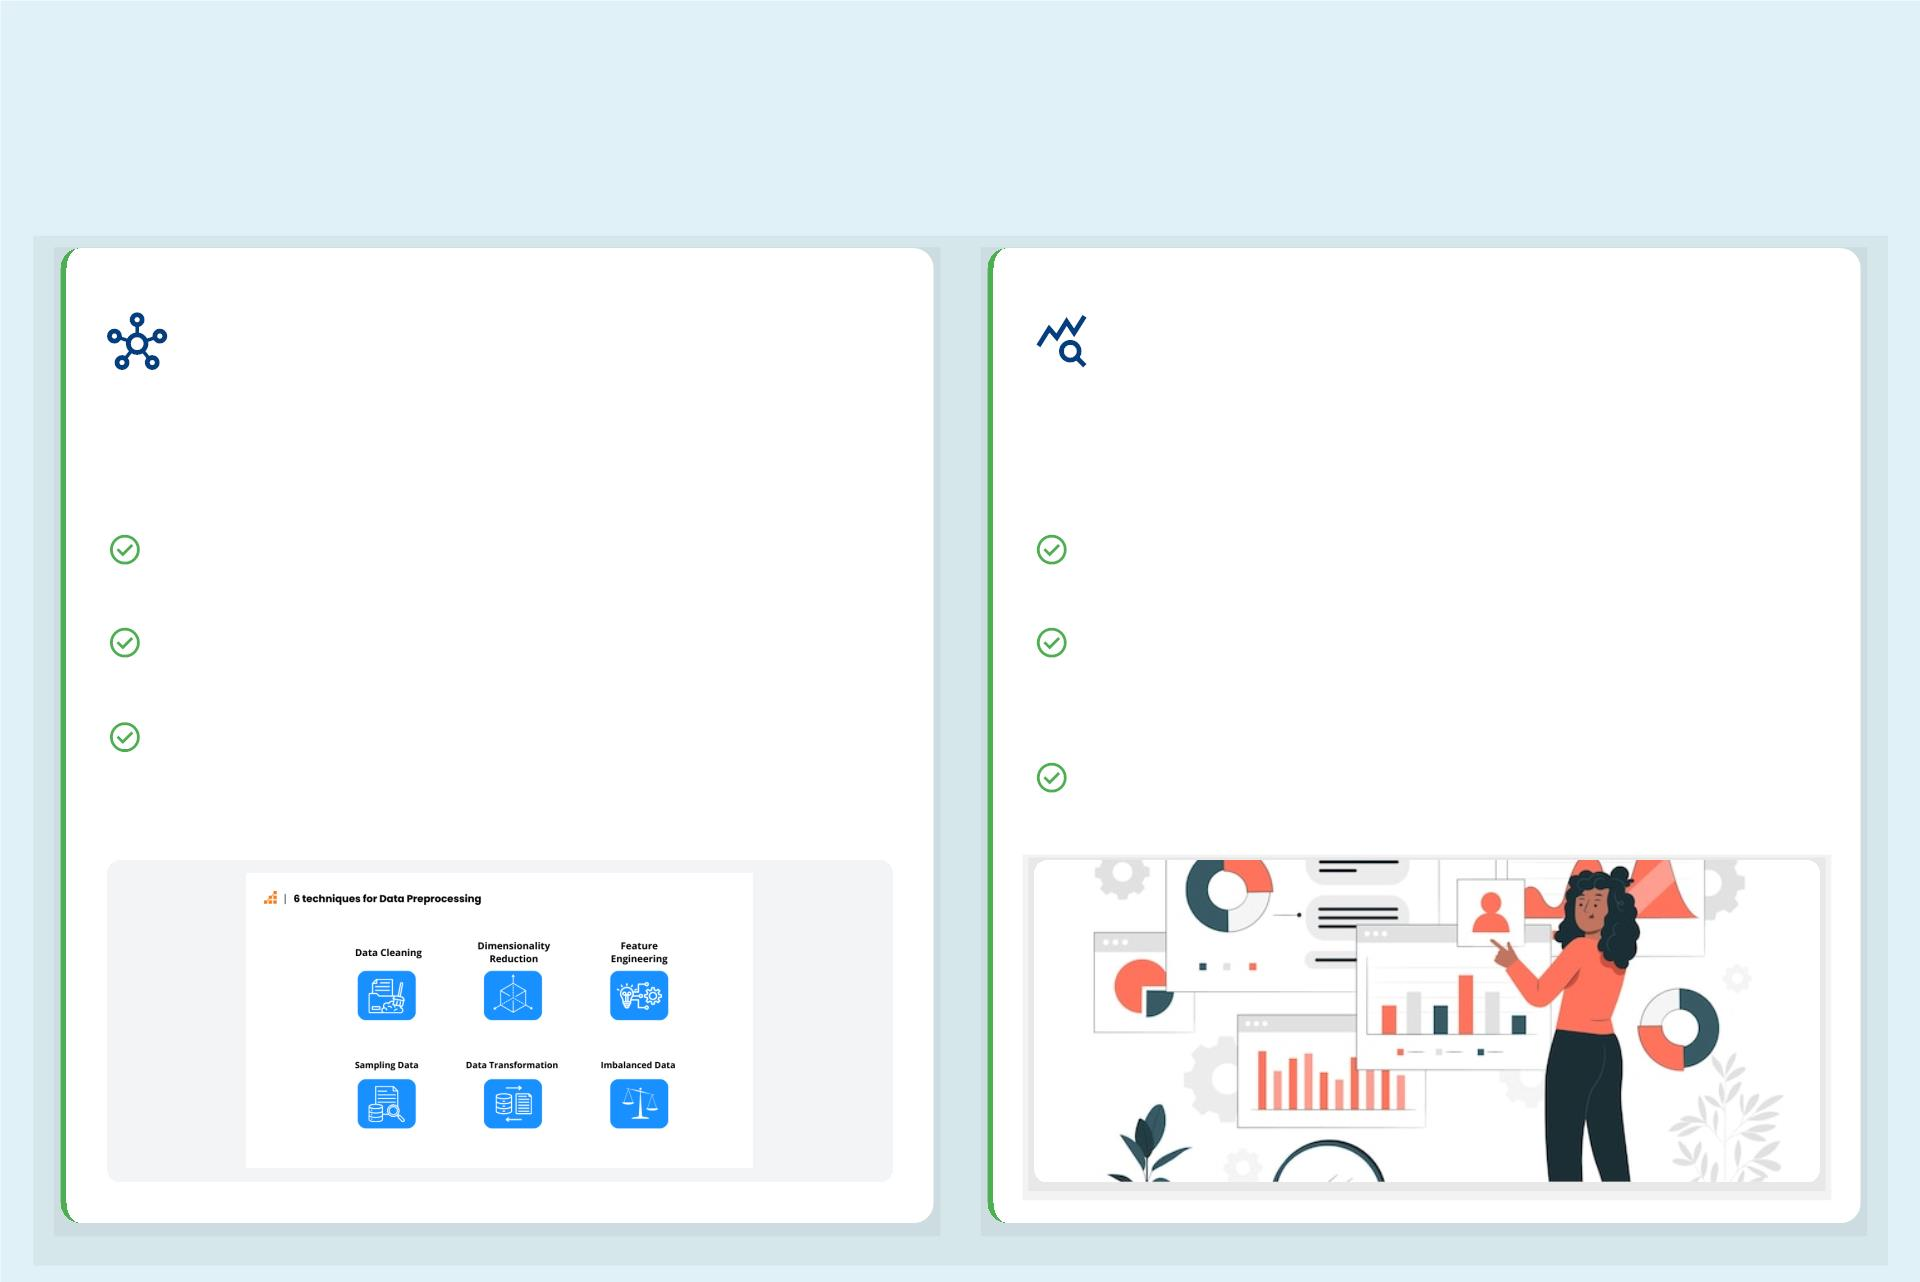 6 techniques for Data Preprocessing
Data Cleaning
Dimensionality
Reduction
Feature
Engineering
Sampling Data
Data Transformation
Imbalanced Data